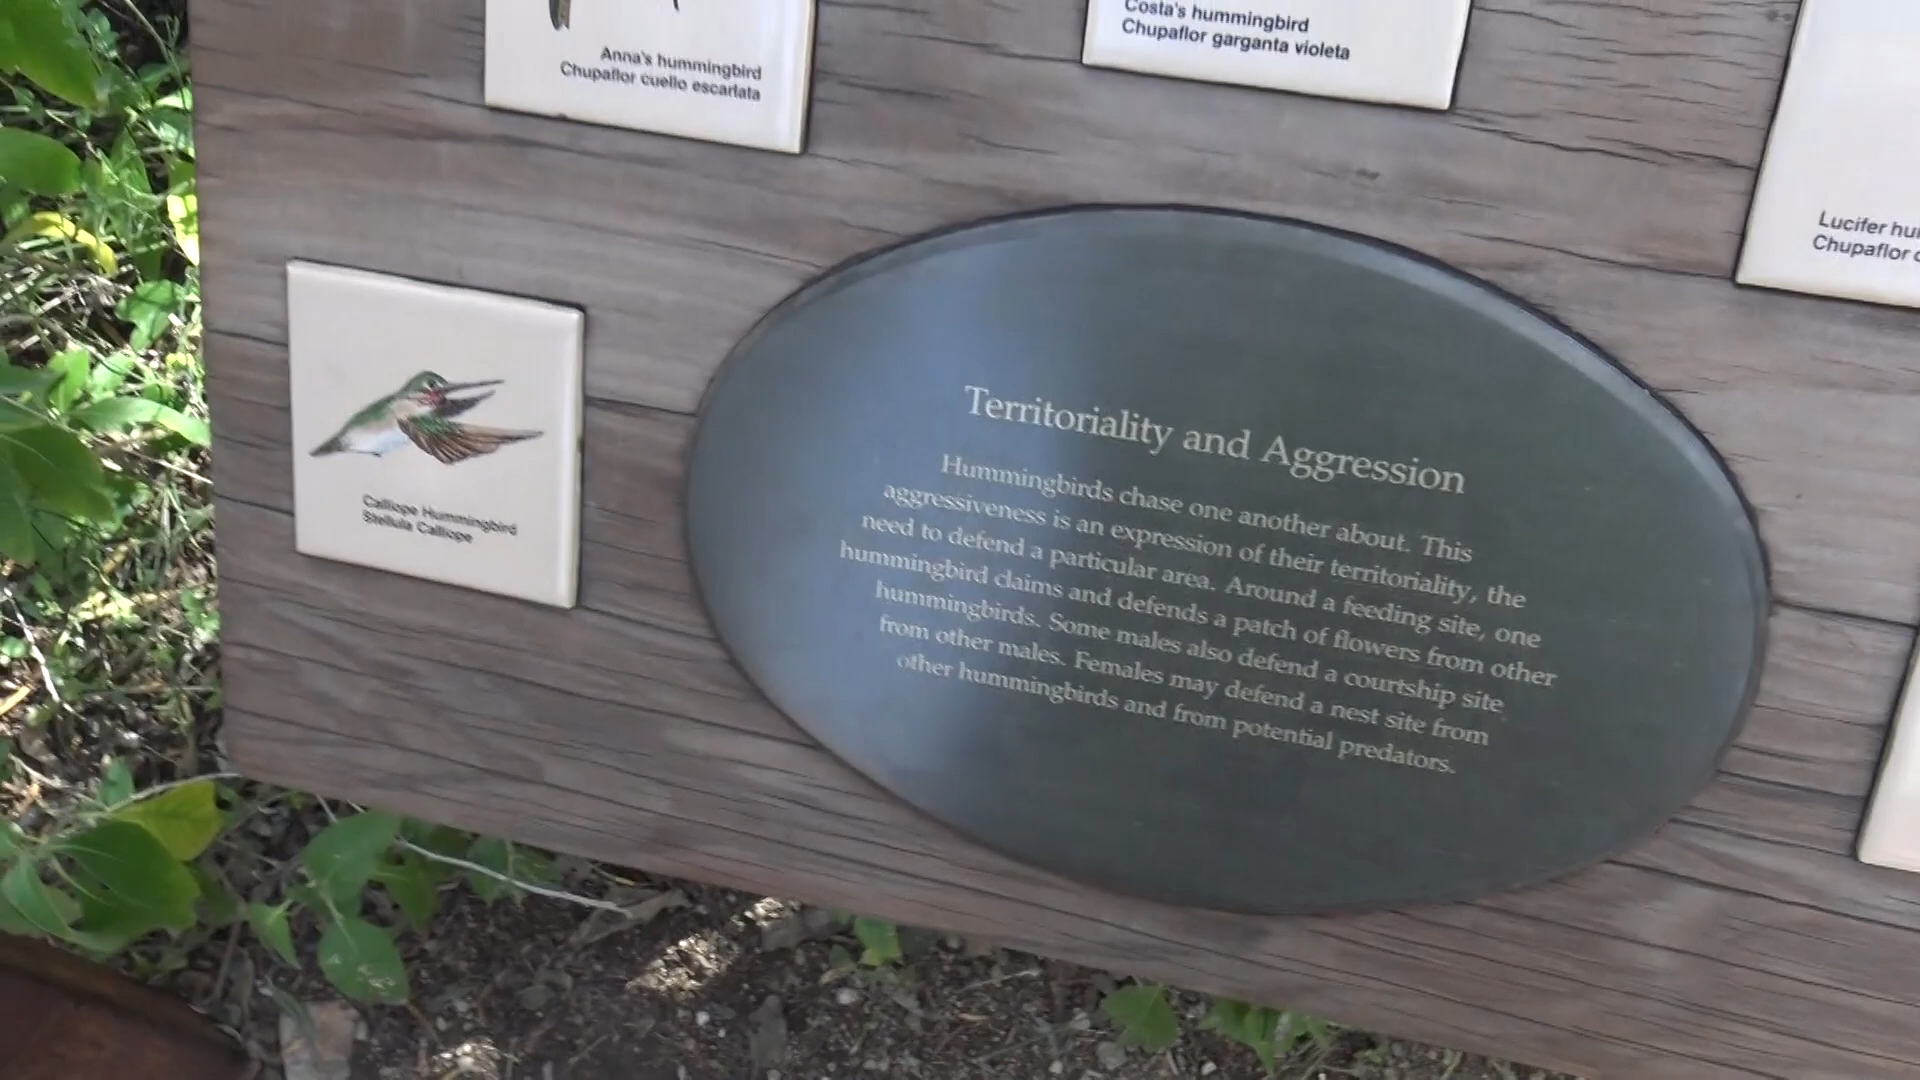 Anna's hummingbird
Chupaflor cuello escarlata
Costa's hummingbird
Chupaflor garganta violeta
Lucifer
Chupaflor
Calliope Hummingbird
Stellula Calliope
Territoriality and Aggression
Hummingbirds chase one another about. This
aggressiveness is an expression of their territoriality, the
need to defend a particular area. Around a feeding site, one
hummingbird claims and defends a patch of flowers from other
hummingbirds. Some males also defend a courtship site
from other males. Females may defend a nest site from
other hummingbirds and from potential predators.